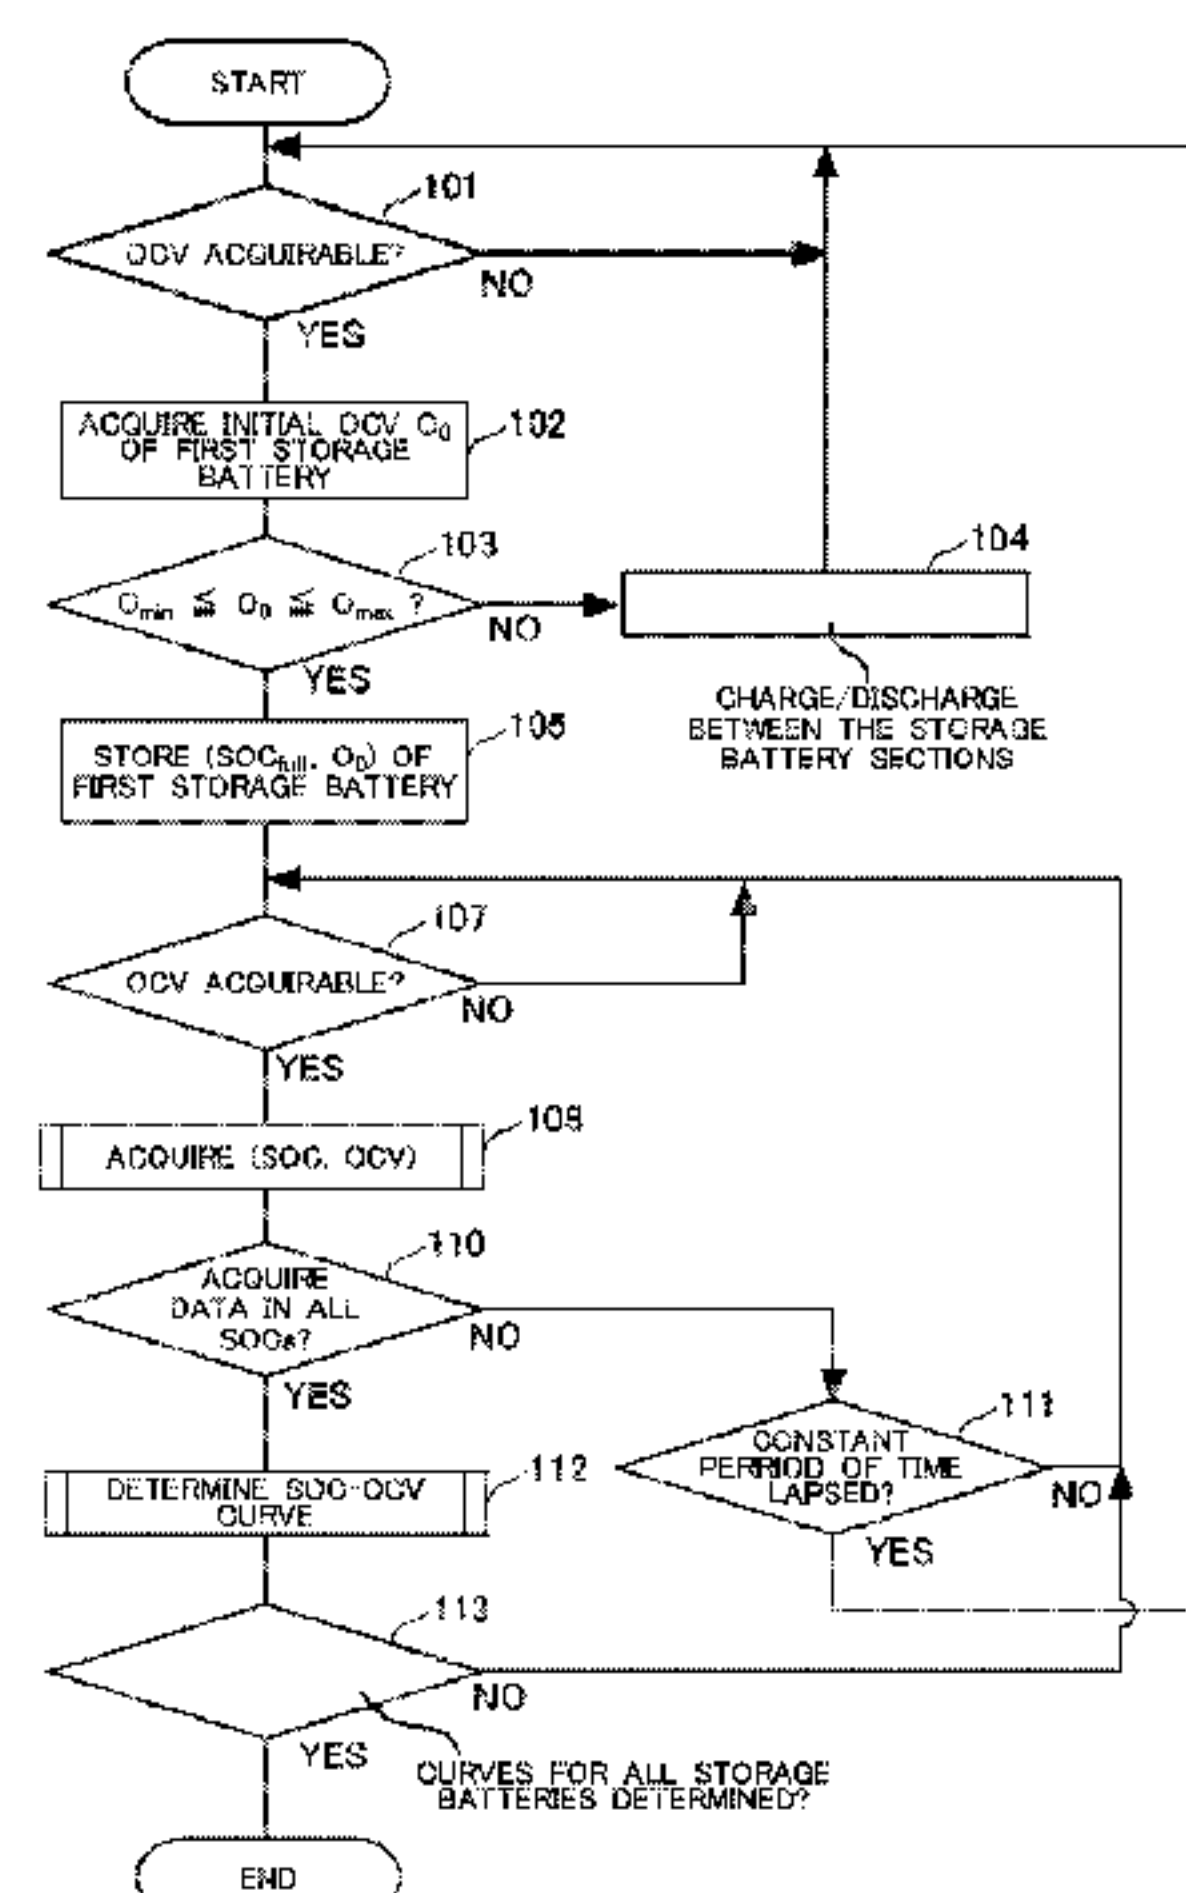 START
101
OCV ACQUIRABLE?
NO
YES
ACQUIRE INITIAL OCV O0
OF FIRST STORAGE
BATTERY
102
103
Omin ≦ O0 ≦ Omax ?
NO
YES
104
CHARGE/DISCHARGE
BETWEEN THE STORAGE
BATTERY SECTIONS
STORE (SOCfull, O0) OF
FIRST STORAGE BATTERY
105
107
OCV ACQUIRABLE?
NO
YES
ACQUIRE (SOC, OCV)
109
110
ACQUIRE
DATA IN ALL
SOCs?
NO
YES
111
CONSTANT
PERRIOD OF TIME
LAPSED?
NO
YES
DETERMINE SOC-OCV
CURVE
112
113
NO
YES
CURVES FOR ALL STORAGE
BATTERIES DETERMINED?
END